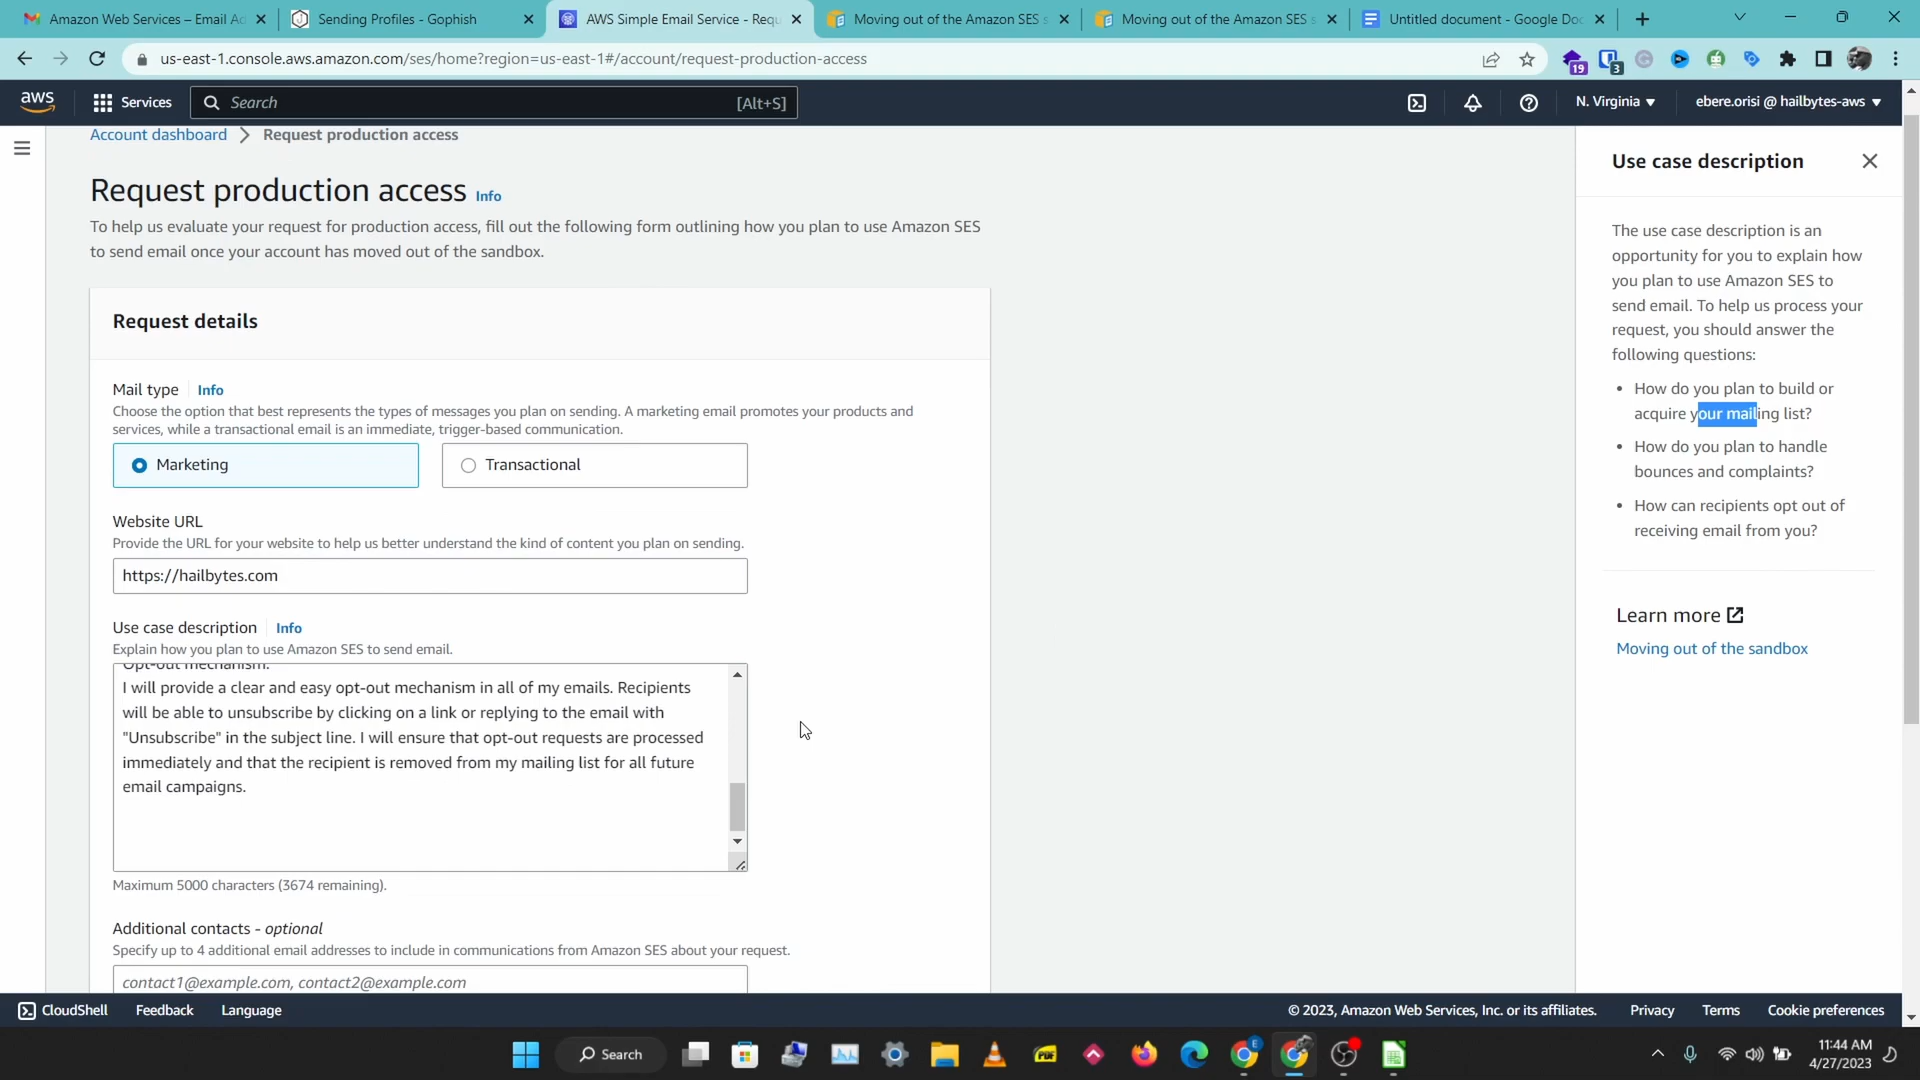 Amazon Web Services – Email Ad
Sending Profiles - Gophish
AWS Simple Email Service - Requ
Moving out of the Amazon SES s
Moving out of the Amazon SES s
Untitled document - Google Doc
us-east-1.console.aws.amazon.com/ses/home?region=us-east-1#/account/request-production-access
19
3
aws
Services
Search
[Alt+S]
N. Virginia
ebere.orisi @ hailbytes-aws
Account dashboard
Request production access
Request production access Info
To help us evaluate your request for production access, fill out the following form outlining how you plan to use Amazon SES
to send email once your account has moved out of the sandbox.
Request details
Mail type Info
Choose the option that best represents the types of messages you plan on sending. A marketing email promotes your products and
services, while a transactional email is an immediate, trigger-based communication.
Marketing
Transactional
Website URL
Provide the URL for your website to help us better understand the kind of content you plan on sending.
https://hailbytes.com
Use case description Info
Explain how you plan to use Amazon SES to send email.
Opt-out mechanism:
I will provide a clear and easy opt-out mechanism in all of my emails. Recipients
will be able to unsubscribe by clicking on a link or replying to the email with
"Unsubscribe" in the subject line. I will ensure that opt-out requests are processed
immediately and that the recipient is removed from my mailing list for all future
email campaigns.
Maximum 5000 characters (3674 remaining).
Additional contacts - optional
Specify up to 4 additional email addresses to include in communications from Amazon SES about your request.
contact1@example.com, contact2@example.com
Use case description
The use case description is an
opportunity for you to explain how
you plan to use Amazon SES to
send email. To help us process your
request, you should answer the
following questions:
• How do you plan to build or
acquire your mailing list?
• How do you plan to handle
bounces and complaints?
• How can recipients opt out of
receiving email from you?
Learn more
Moving out of the sandbox
CloudShell
Feedback
Language
© 2023, Amazon Web Services, Inc. or its affiliates.
Privacy
Terms
Cookie preferences
Search
PDF
E
11:44 AM
4/27/2023